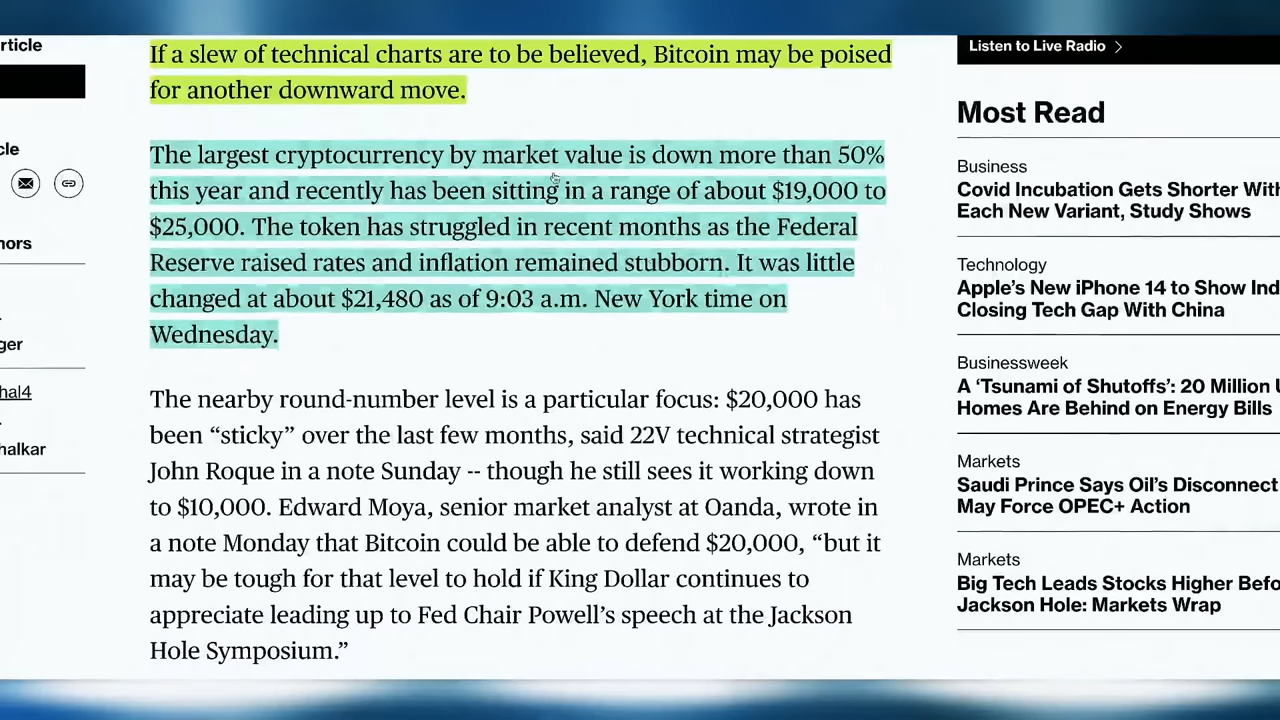 rticle
cle
hors
ger
hal4
halkar
If a slew of technical charts are to be believed, Bitcoin may be poised
for another downward move.
The largest cryptocurrency by market value is down more than 50%
this year and recently has been sitting in a range of about $19,000 to
$25,000. The token has struggled in recent months as the Federal
Reserve raised rates and inflation remained stubborn. It was little
changed at about $21,480 as of 9:03 a.m. New York time on
Wednesday.
The nearby round-number level is a particular focus: $20,000 has
been “sticky” over the last few months, said 22V technical strategist
John Roque in a note Sunday -- though he still sees it working down
to $10,000. Edward Moya, senior market analyst at Oanda, wrote in
a note Monday that Bitcoin could be able to defend $20,000, “but it
may be tough for that level to hold if King Dollar continues to
appreciate leading up to Fed Chair Powell’s speech at the Jackson
Hole Symposium.”
Listen to Live Radio
Most Read
Business
Covid Incubation Gets Shorter With
Each New Variant, Study Shows
Technology
Apple’s New iPhone 14 to Show Ind
Closing Tech Gap With China
Businessweek
A ‘Tsunami of Shutoffs’: 20 Million U
Homes Are Behind on Energy Bills
Markets
Saudi Prince Says Oil’s Disconnect
May Force OPEC+ Action
Markets
Big Tech Leads Stocks Higher Befo
Jackson Hole: Markets Wrap